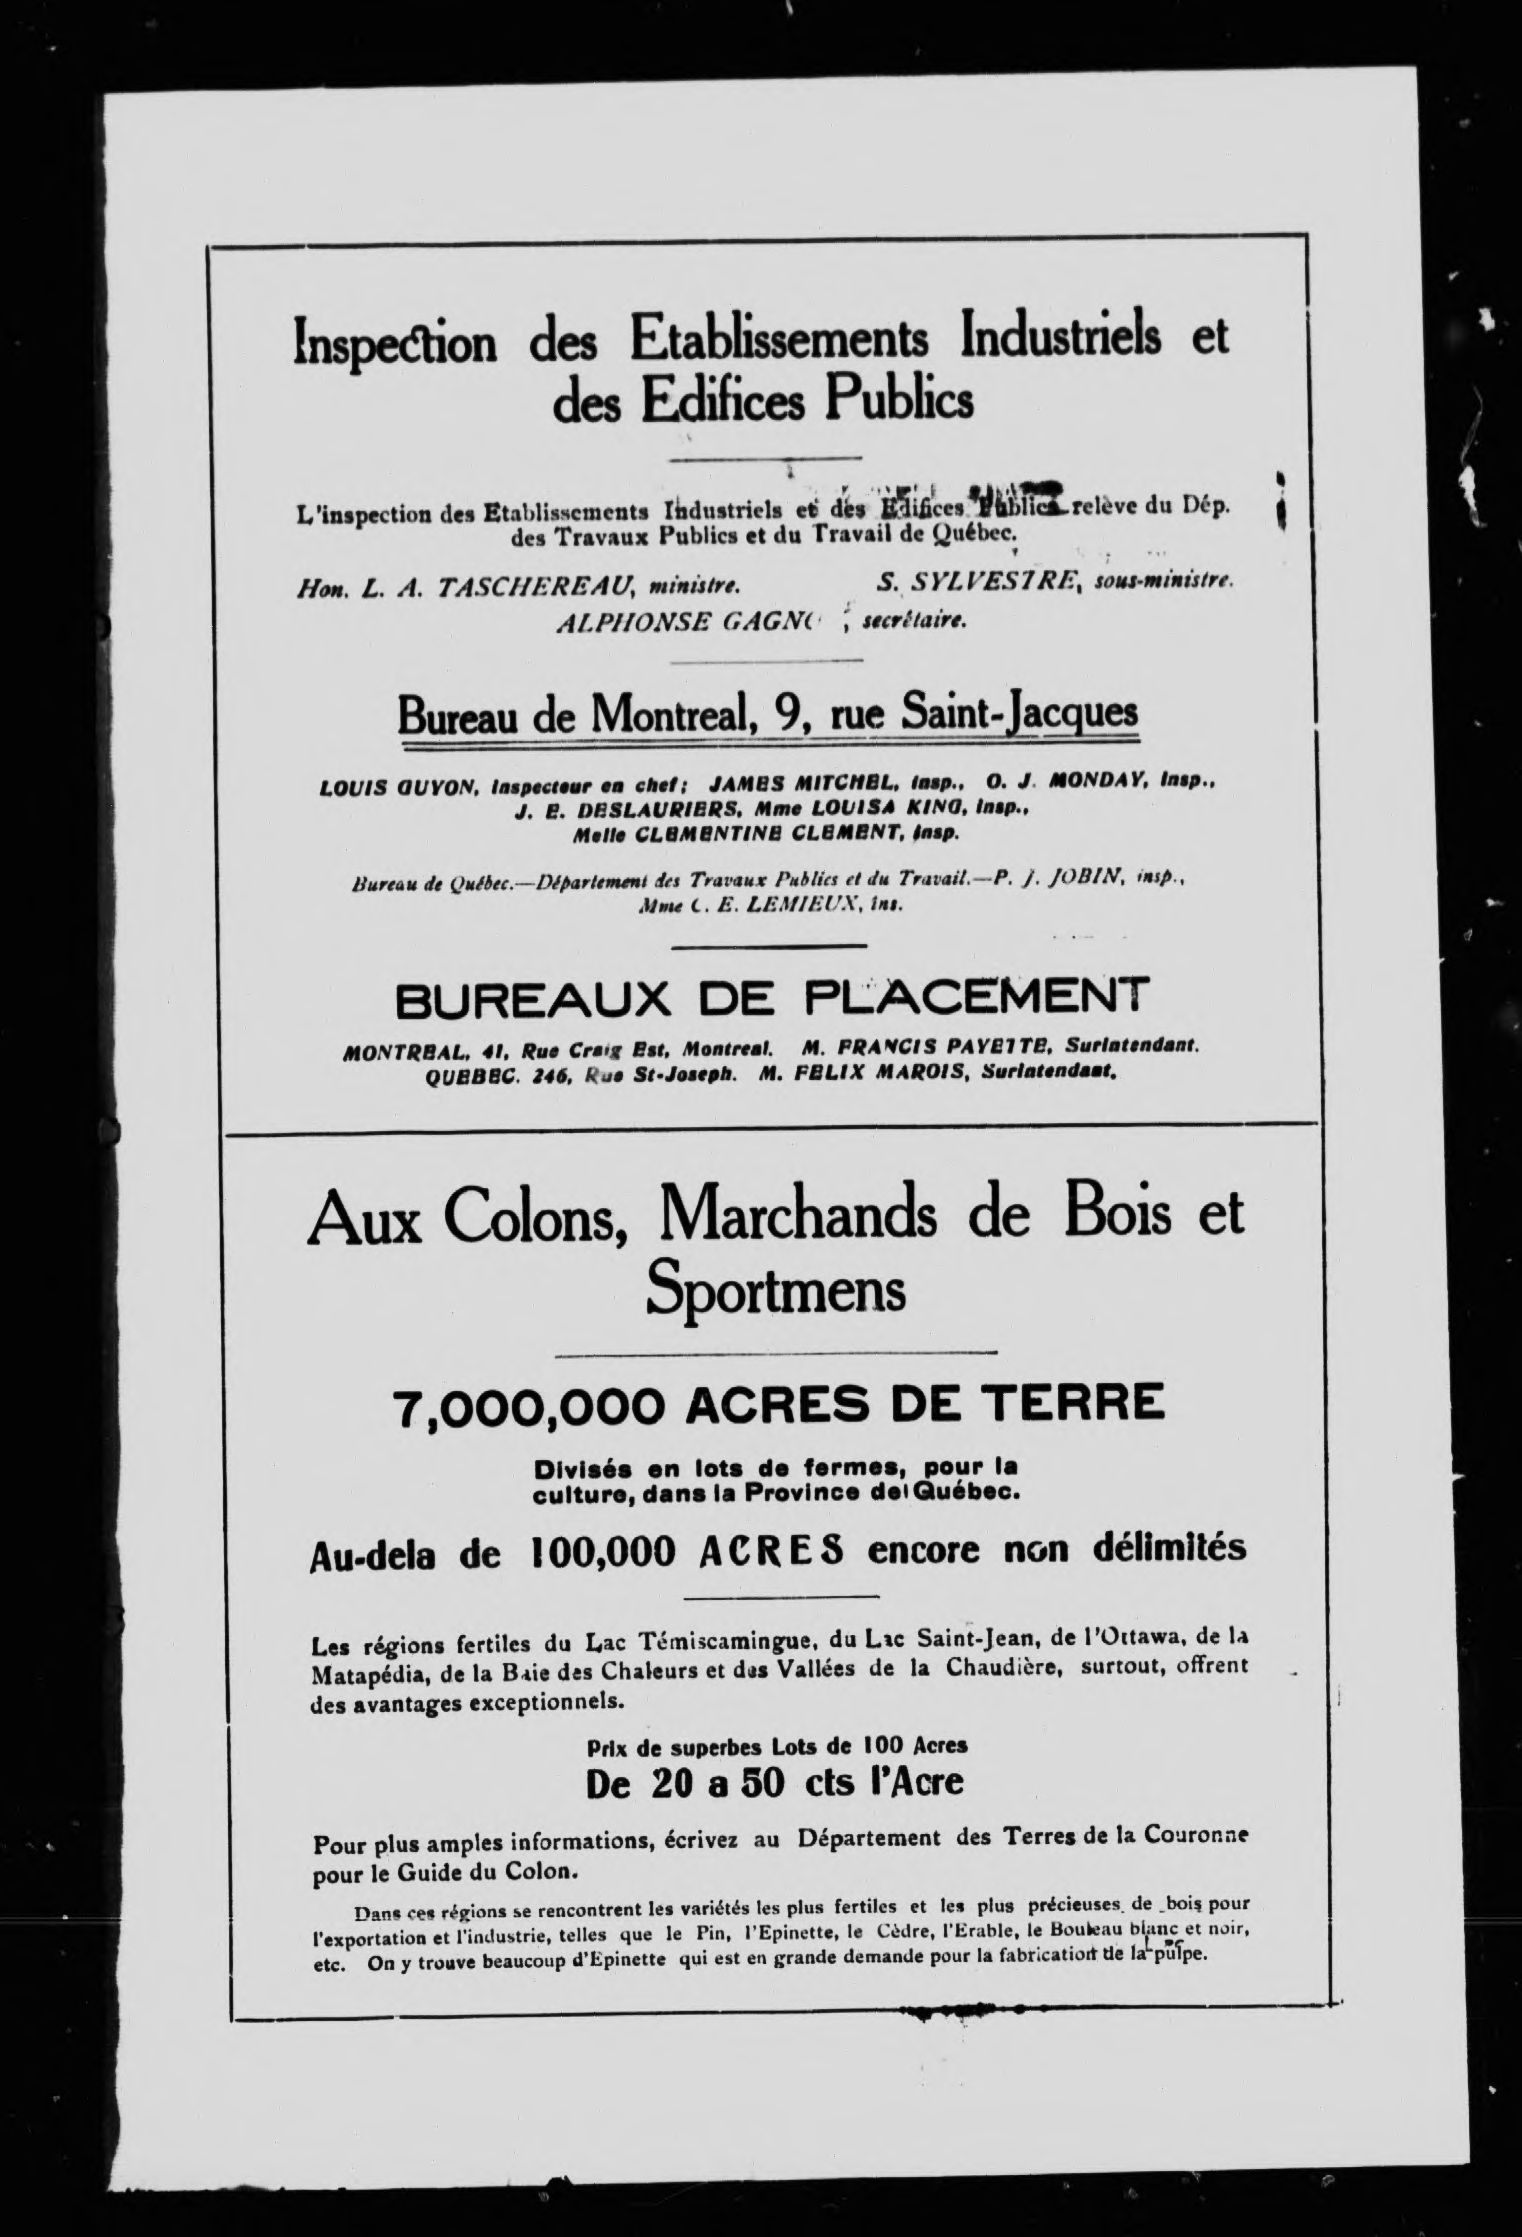 Inspection des Etablissements Industriels et
des Edifices Publics
L'inspection des Etablissements Industriels et des Edifices Publics relève du Dép.
des Travaux Publics et du Travail de Québec.
Hon. L. A. TASCHEREAU, ministre. S. SYLVESTRE, sous-ministre.
ALPHONSE , secrétaire.
Bureau de Montreal, 9, rue Saint-Jacques
LOUIS GUYON, Inspecteur en chef; JAMES MITCHEL, Insp., O. J. MONDAY, Insp.,
J. E. DESLAURIERS, Mme LOUISA KING, Insp.,
Melle CLEMENTINE CLEMENT, Insp.
Bureau de Québec.—Département des Travaux Publics et du Travail.—P. J. JOBIN, insp.,
Mme C. E. LEMIEUX, ins.
BUREAUX DE PLACEMENT
MONTREAL, 41, Rue Craig Est, Montreal. M. FRANCIS PAYETTE, Surintendant.
QUEBEC. 246, Rue St-Joseph. M. FELIX MAROIS, Surintendant.
Aux Colons, Marchands de Bois et
Sportmens
7,000,000 ACRES DE TERRE
Divisés en lots de fermes, pour la
culture, dans la Province de Québec.
Au-dela de 100,000 ACRES encore non délimités
Les régions fertiles du Lac Témiscamingue, du Lac Saint-Jean, de l'Ottawa, de la
Matapédia, de la Baie des Chaleurs et des Vallées de la Chaudière, surtout, offrent
des avantages exceptionnels.
Prix de superbes Lots de 100 Acres
De 20 a 50 cts l'Acre
Pour plus amples informations, écrivez au Département des Terres de la Couronne
pour le Guide du Colon.
Dans ces régions se rencontrent les variétés les plus fertiles et les plus précieuses de bois pour
l'exportation et l'industrie, telles que le Pin, l'Epinette, le Cèdre, l'Erable, le Bouleau blanc et noir,
etc. On y trouve beaucoup d'Epinette qui est en grande demande pour la fabrication de la pulpe.